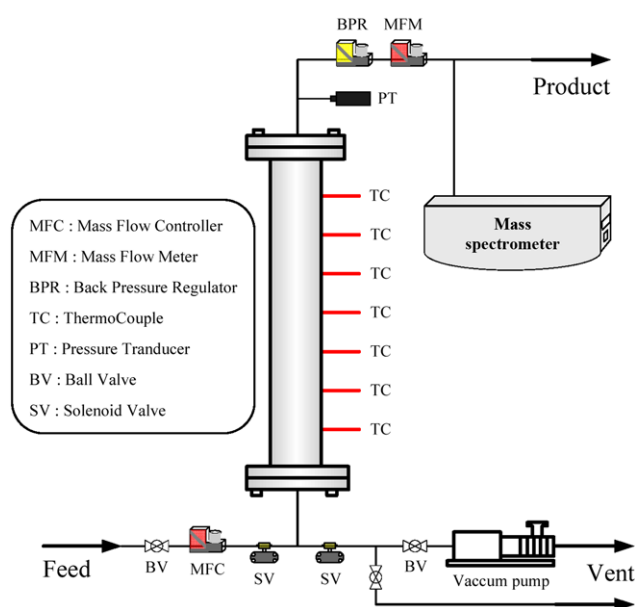 BPR MFM
Product
PT
TC
Mass
spectrometer
TC
TC
TC
TC
TC
TC
MFC : Mass Flow Controller
MFM : Mass Flow Meter
BPR : Back Pressure Regulator
TC : ThermoCouple
PT : Pressure Tranducer
BV : Ball Valve
SV : Solenoid Valve
Feed
BV
MFC
SV
SV
BV
Vaccum pump
Vent